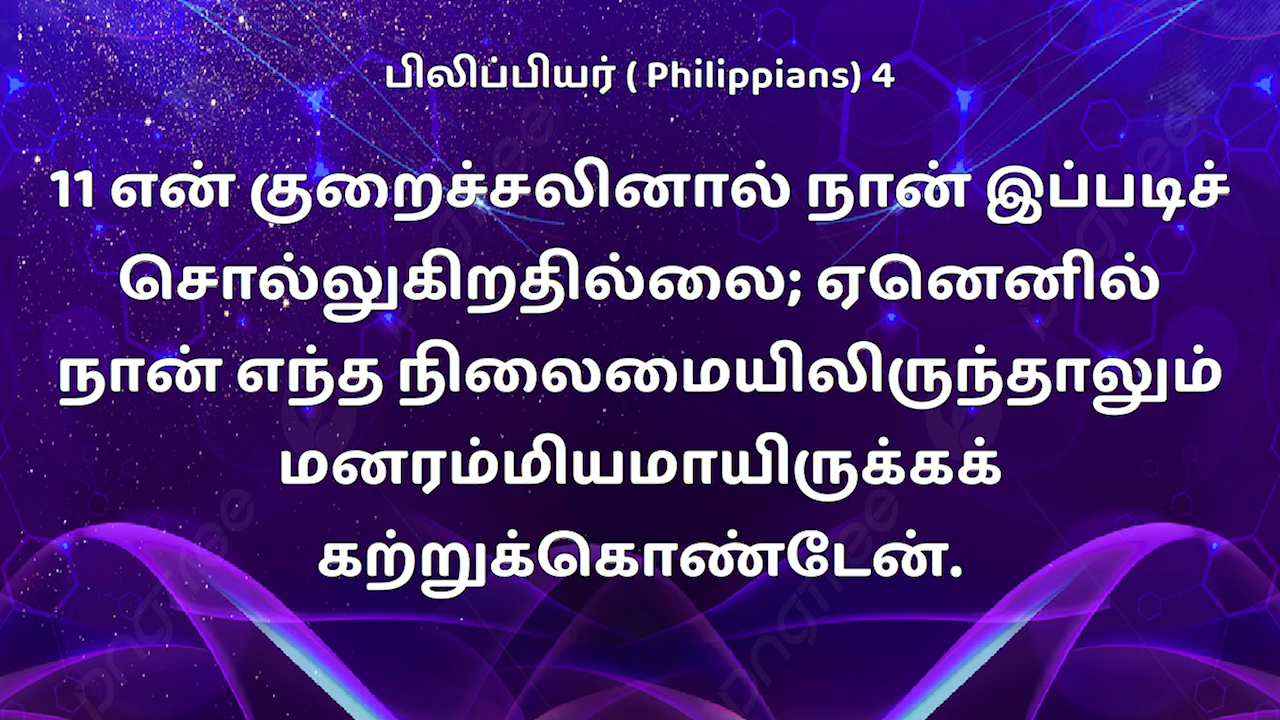 பிலிப்பியர் ( Philippians) 4
11 என் குறைச்சலினால் நான் இப்படிச்
சொல்லுகிறதில்லை; ஏனெனில்
நான் எந்த நிலைமையிலிருந்தாலும்
மனரம்மியமாயிருக்கக்
கற்றுக்கொண்டேன்.